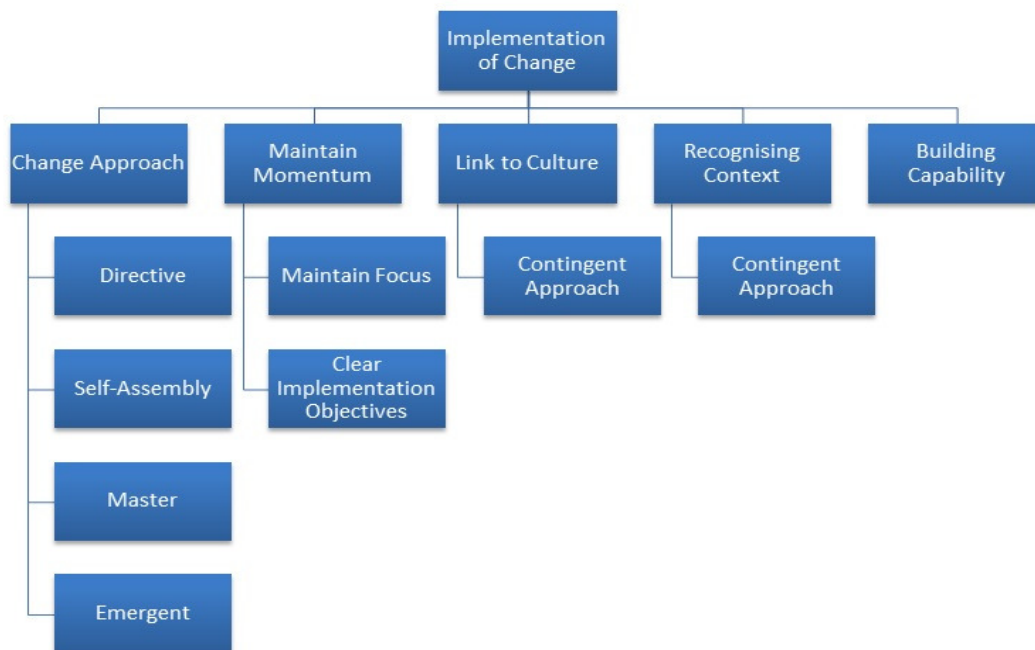 Implementation
of Change
Change Approach
Maintain
Momentum
Link to Culture
Recognising
Context
Building
Capability
Directive
Maintain Focus
Contingent
Approach
Contingent
Approach
Self-Assembly
Clear
Implementation
Objectives
Master
Emergent